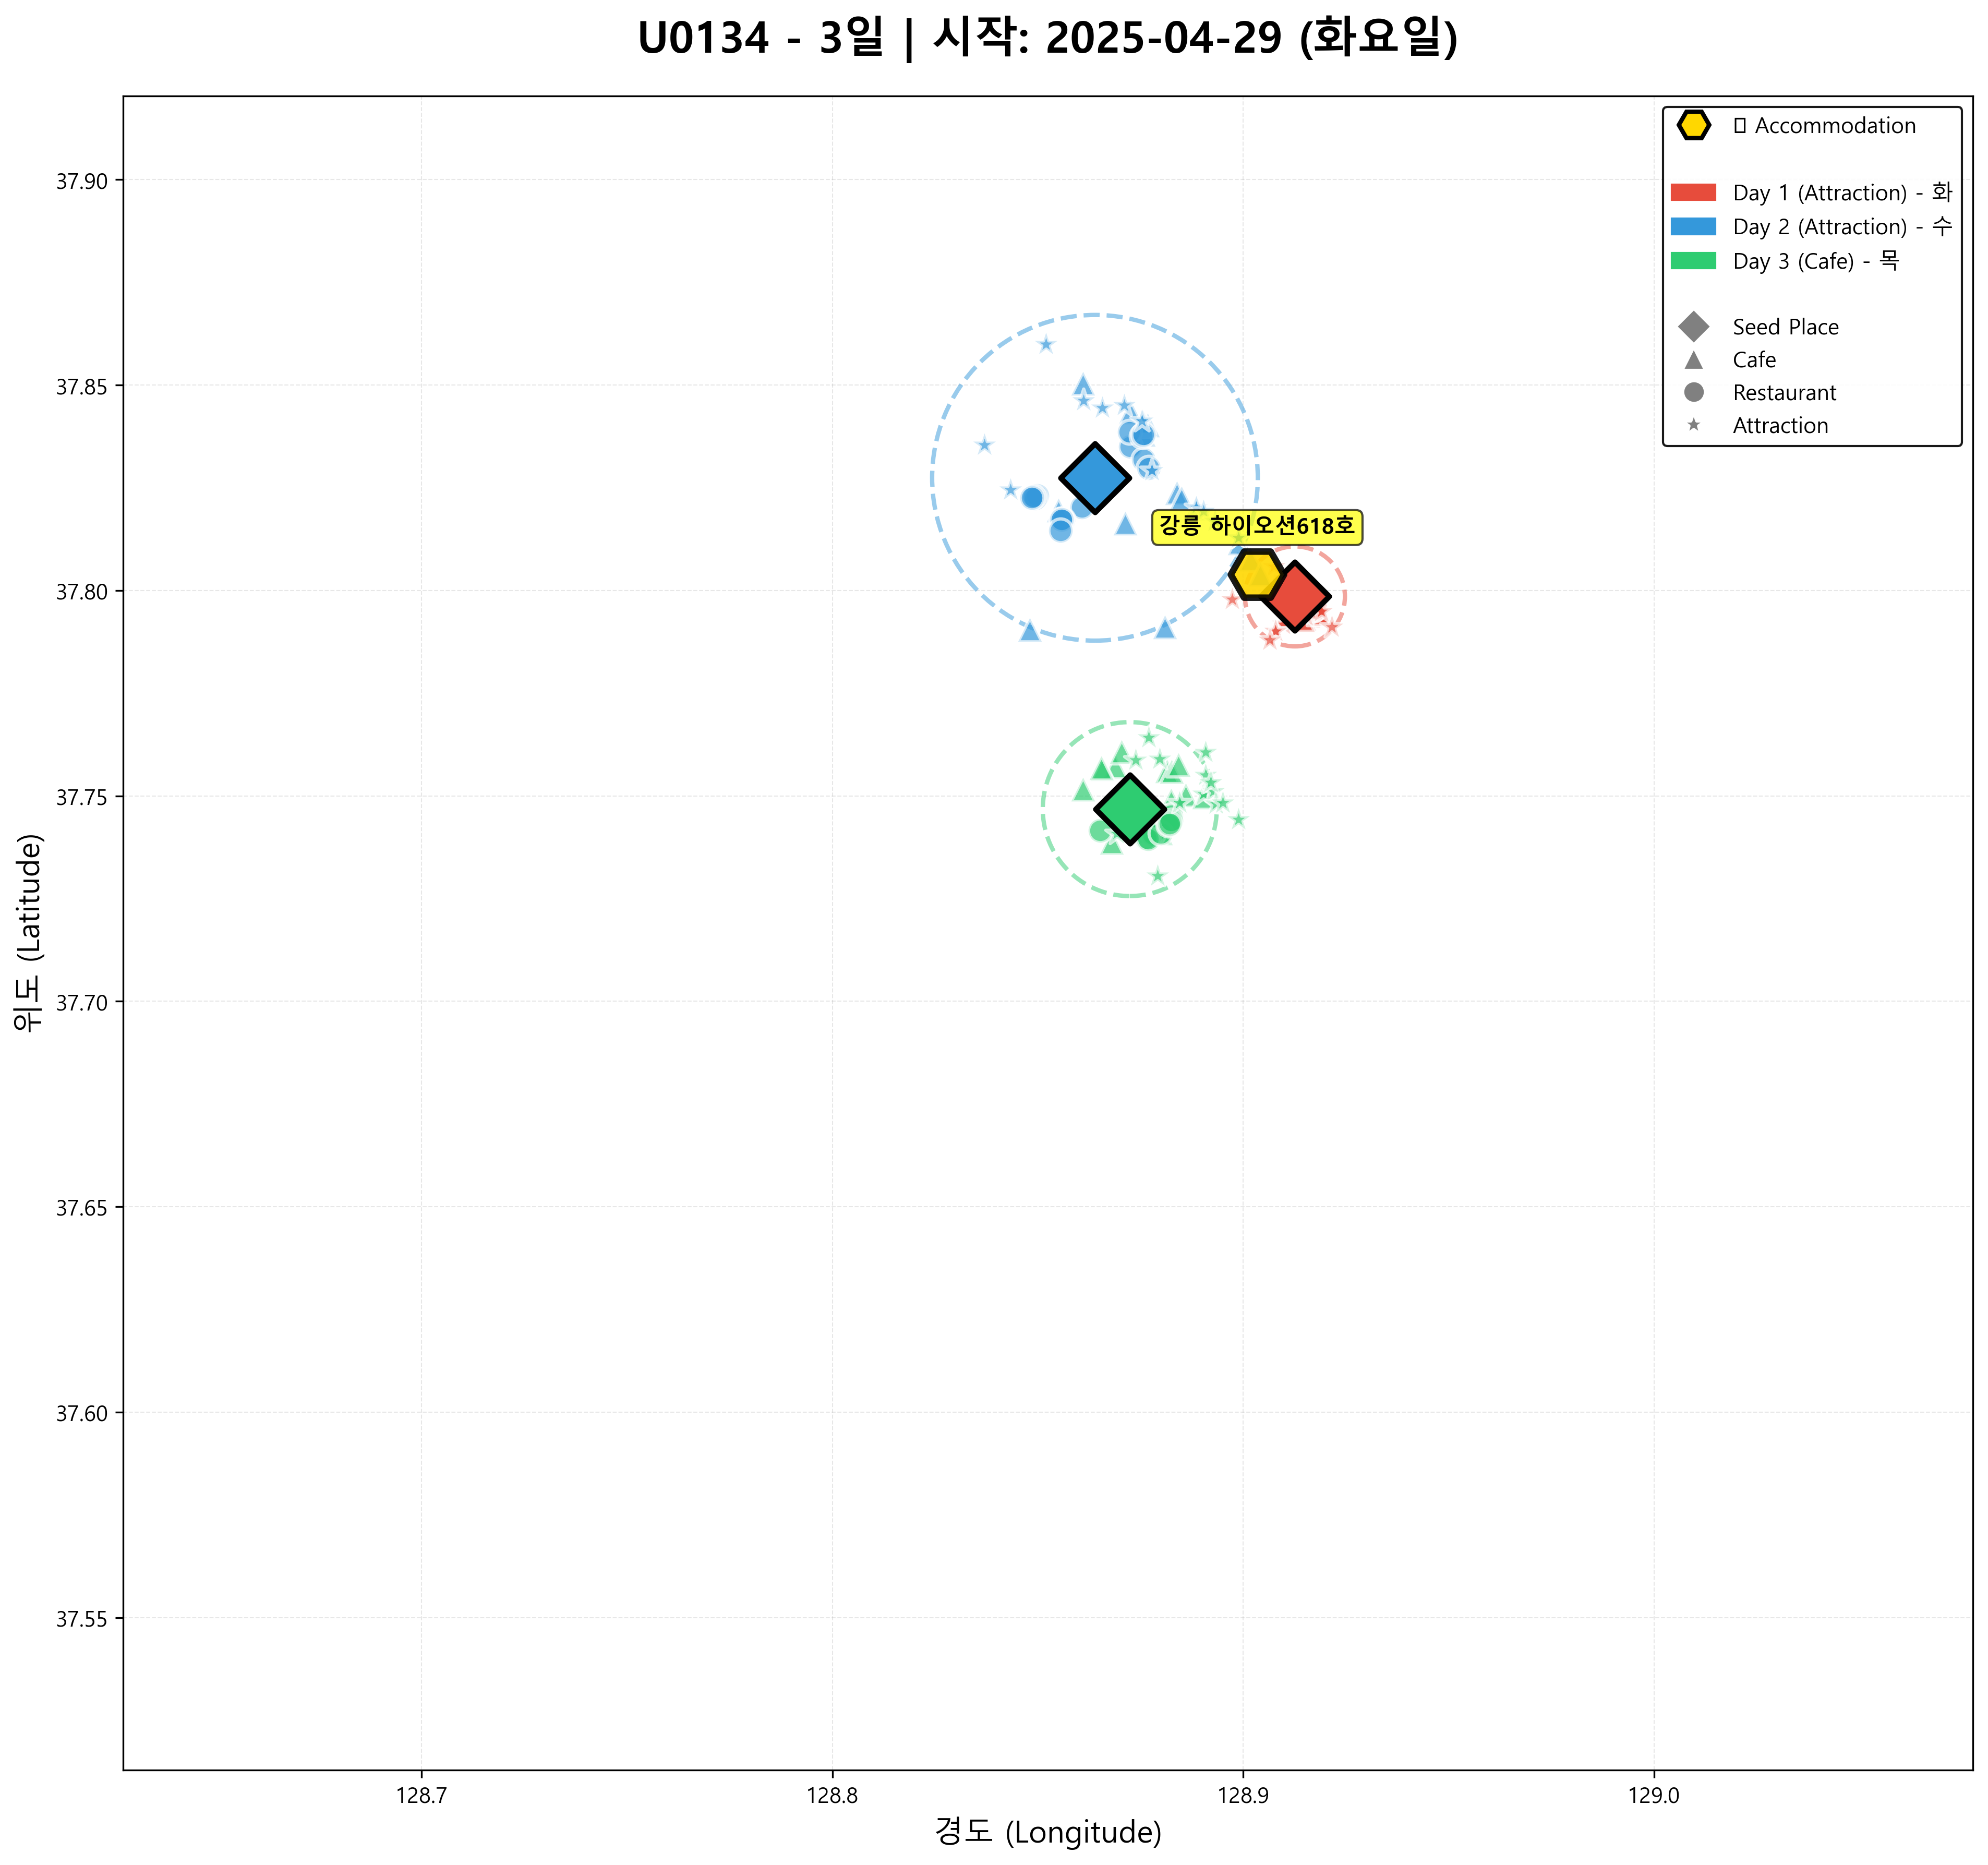 U0134 - 3일 | 시작: 2025-04-29 (화요일)
Accommodation
Day 1 (Attraction) - 화
Day 2 (Attraction) - 수
Day 3 (Cafe) - 목
Seed Place
Cafe
Restaurant
Attraction
강릉 하이오션618호
위도 (Latitude)
37.90
37.85
37.80
37.75
37.70
37.65
37.60
37.55
128.7
128.8
128.9
129.0
경도 (Longitude)